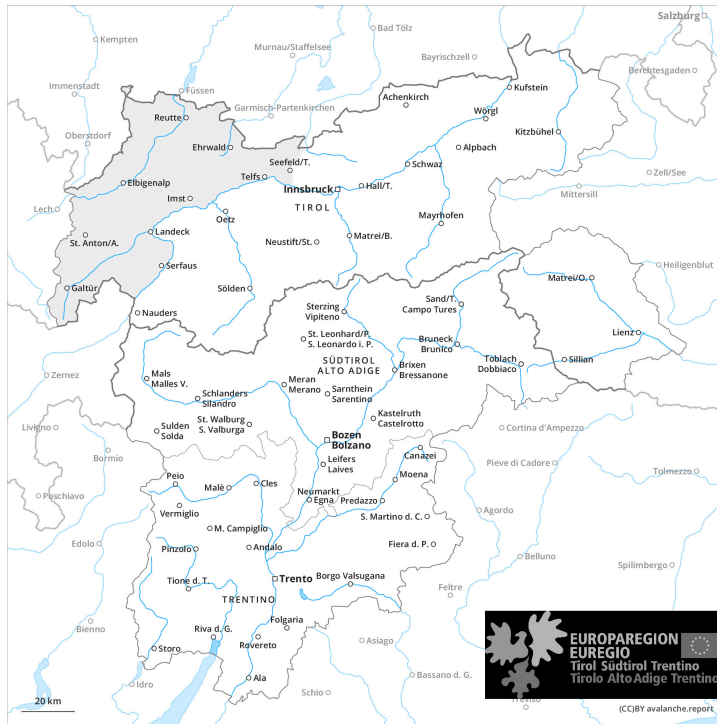 Salzburg
Kempten
Bad Tölz
Murnau/Staffelsee
Bayrischzell
Berchtesgaden
Immenstadt
Füssen
Garmisch-Partenkirchen
Achenkirch
Kufstein
Reutte
Wörgl
Oberstdorf
Ehrwald
Kitzbühel
Alpbach
Seefeld/T.
Schwaz
Zell/See
Telfs
Elbigenalp
Innsbruck
Hall/T.
Mittersill
Imst
TIROL
Lech
Oetz
Mayrhofen
Landeck
St. Anton/A.
Neustift/St.
Matrei/B.
Serfaus
Heiligenblut
Matrei/O.
Galtür
Sölden
Sand/T.
Campo Tures
Nauders
Sterzing
Vipiteno
Lienz
St. Leonhard/P.
S. Leonardo i. P.
Bruneck
Brunico
SÜDTIROL
ALTO ADIGE
Toblach
Dobbiaco
Sillian
Zernez
Mals
Malles V.
Meran
Merano
Brixen
Bressanone
Schlanders
Silandro
Sarnthein
Sarentino
Livigno
St. Walburg
S. Valburga
Kastelruth
Castelrotto
Sulden
Solda
Cortina d'Ampezzo
Bozen
Bolzano
Bormio
Canazei
Leifers
Laives
Pieve di Cadore
Tolmezzo
Peio
Moena
Cles
Malè
Neumarkt
Egna
Predazzo
Poschiavo
Vermiglio
Agordo
S. Martino d. C.
M. Campiglio
Edolo
Pinzolo
Andalo
Fiera d. P.
Belluno
Spilimbergo
Trento
Tione d. T.
Borgo Valsugana
Feltre
TRENTINO
Folgaria
Bienno
Riva d. G.
Rovereto
Asiago
Storo
Ala
Idro
Bassano d. G.
Schio
Treviso
EUROPAREGION
EUREGIO
Tirol Südtirol Trentino
Tirolo Alto Adige Trentino
20 km
(CC)BY avalanche.report